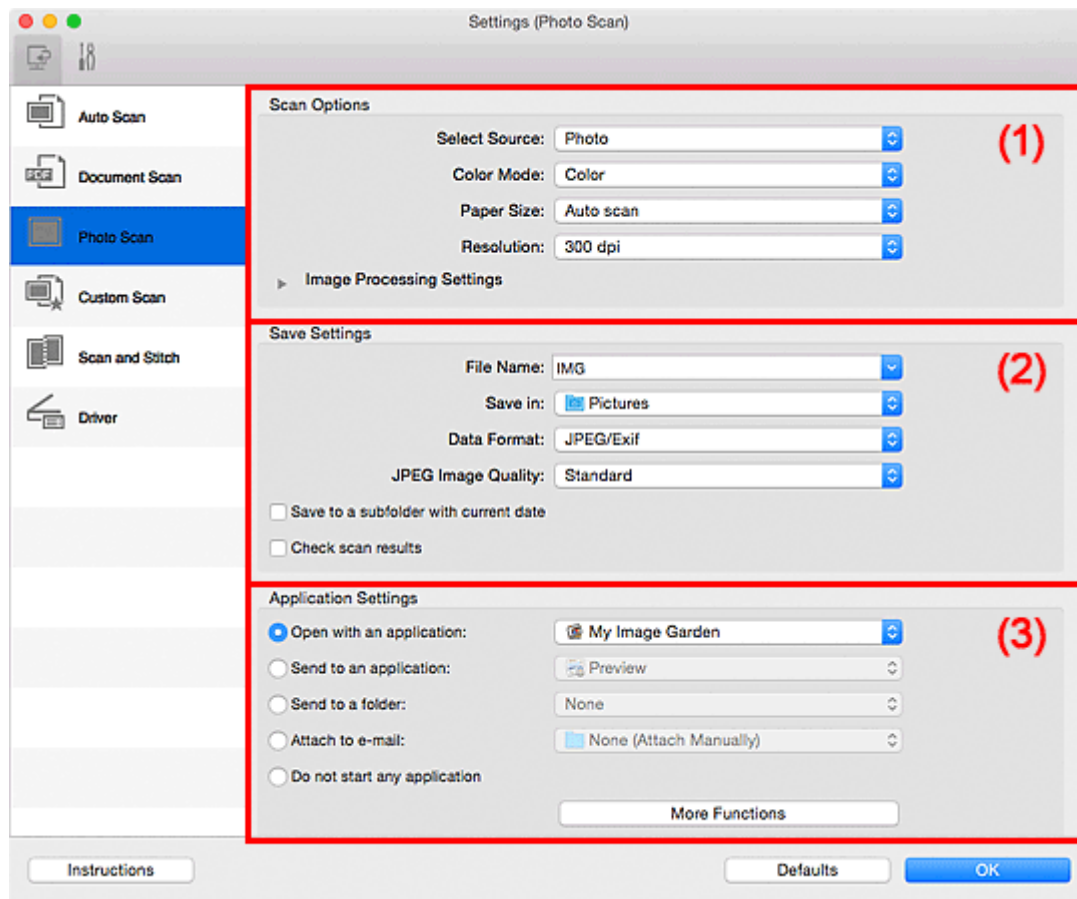 Settings (Photo Scan)
Auto Scan
Document Scan
Photo Scan
Custom Scan
Scan and Stitch
Driver
Scan Options
(1)
Select Source: Photo
Color Mode: Color
Paper Size: Auto scan
Resolution: 300 dpi
Image Processing Settings
Save Settings
(2)
File Name: IMG
Save in: Pictures
Data Format: JPEG/Exif
JPEG Image Quality: Standard
Save to a subfolder with current date
Check scan results
Application Settings
(3)
Open with an application: My Image Garden
Send to an application: Preview
Send to a folder: None
Attach to e-mail: None (Attach Manually)
Do not start any application
More Functions
Instructions
Defaults
OK